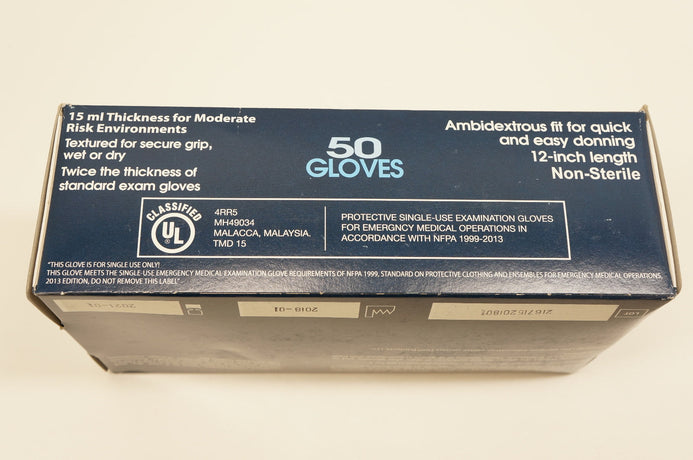 15 ml Thickness for Moderate
Risk Environments
Textured for secure grip,
wet or dry
Twice the thickness of
standard exam gloves
50
GLOVES
Ambidextrous fit for quick
and easy donning
12-inch length
Non-Sterile
CLASSIFIED
UL
®
4RR5
MH49034
MALACCA, MALAYSIA.
TMD 15
PROTECTIVE SINGLE-USE EXAMINATION GLOVES
FOR EMERGNCY MEDICAL OPERATIONS IN
ACCORDANCE WITH NFPA 1999-2013
"THIS GLOVE IS FOR SINGLE USE ONLY!
THIS GLOVE MEETS THE SINGLE-USE EMERGENCY MEDICAL EXAMINATION GLOVE REQUIREMENTS OF NFPA 1999, STANDARD ON PROTECTIVE CLOTHING AND ENSEMBLES FOR EMERGENCY MEDICAL OPERATIONS.
2013 EDITION, DO NOT REMOVE THIS LABEL"
2021-01
2018-01
LOT